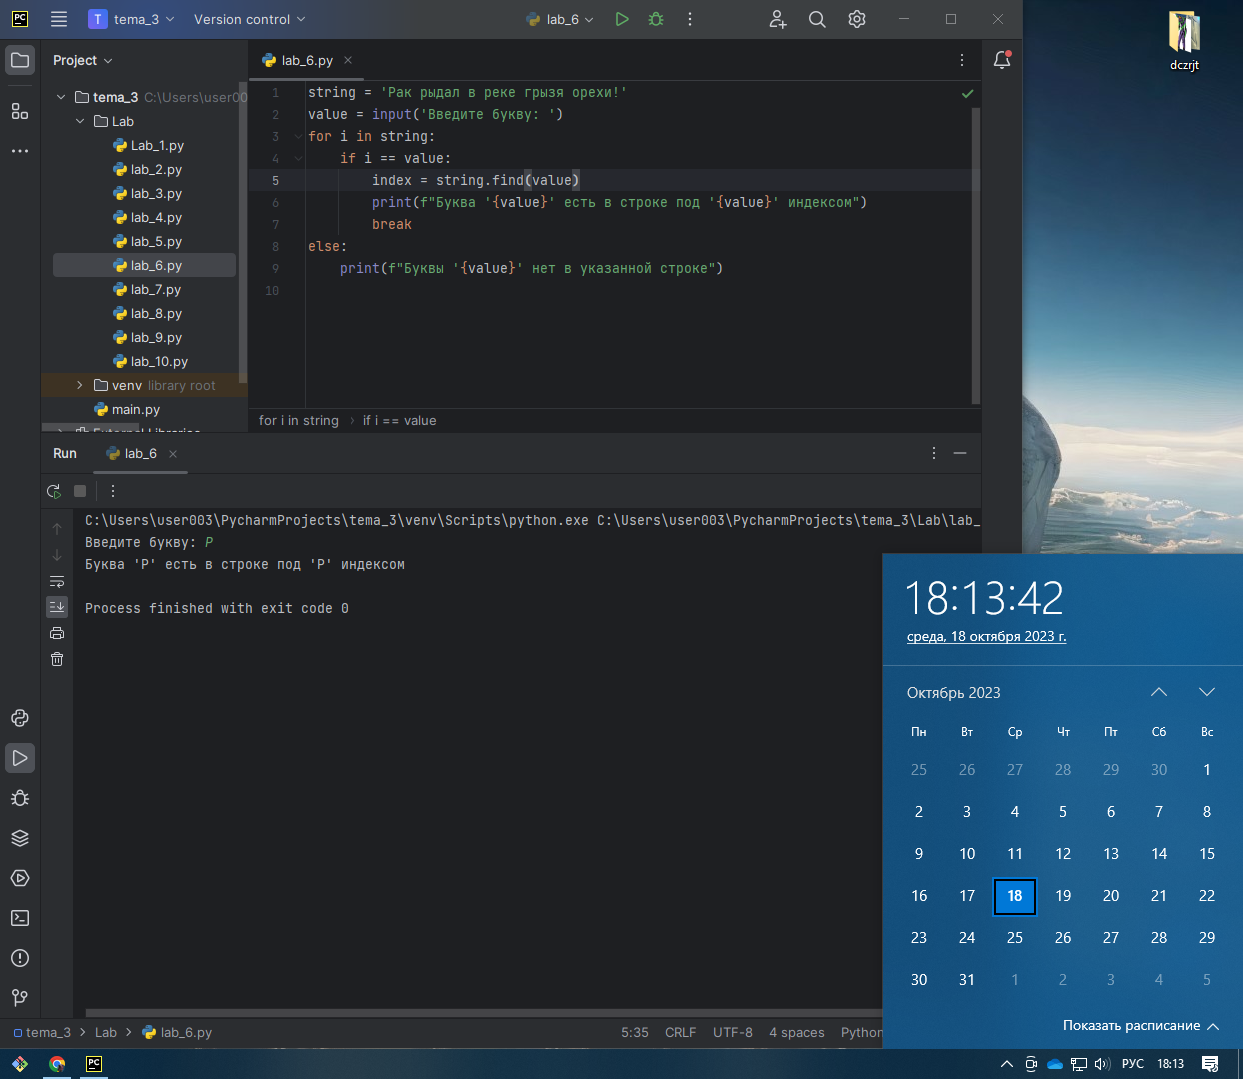 PC
T tema_3 Version control lab_6
dczrjt
Project
lab_6.py
tema_3 C:\Users\user00
Lab
Lab_1.py
lab_2.py
lab_3.py
lab_4.py
lab_5.py
lab_6.py
lab_7.py
lab_8.py
lab_9.py
lab_10.py
venv library root
main.py
External Libraries
1 string = 'Рак рыдал в реке грызя орехи!'
2 value = input('Введите букву: ')
3 for i in string:
4 if i == value:
5 index = string.find(value)
6 print(f"Буква '{value}' есть в строке под '{value}' индексом")
7 break
8 else:
9 print(f"Буквы '{value}' нет в указанной строке")
10
for i in string › if i == value
Run lab_6
C:\Users\user003\PycharmProjects\tema_3\venv\Scripts\python.exe C:\Users\user003\PycharmProjects\tema_3\Lab\lab_
Введите букву: Р
Буква 'Р' есть в строке под 'Р' индексом
Process finished with exit code 0
18:13:42
среда, 18 октября 2023 г.
Октябрь 2023
Пн Вт Ср Чт Пт Сб Вс
25 26 27 28 29 30 1
2 3 4 5 6 7 8
9 10 11 12 13 14 15
16 17 18 19 20 21 22
23 24 25 26 27 28 29
30 31 1 2 3 4 5
Показать расписание
tema_3 › Lab › lab_6.py 5:35 CRLF UTF-8 4 spaces Python
PC РУС 18:13